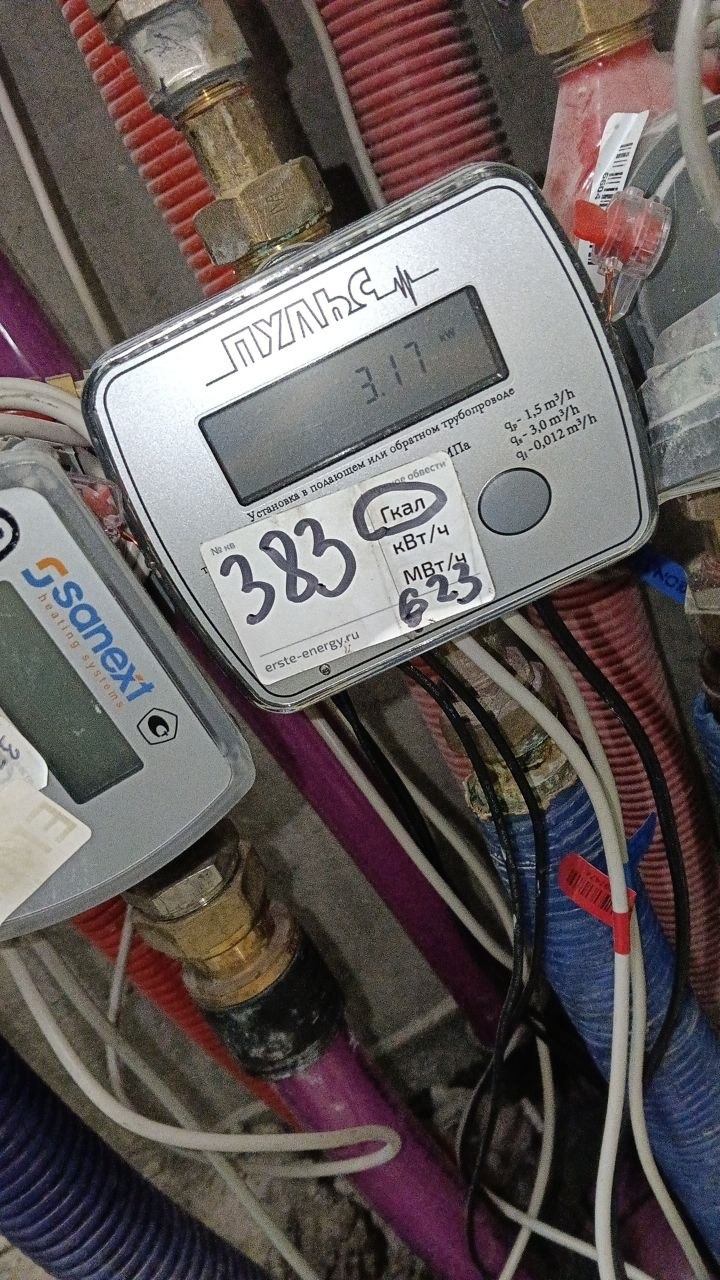 ПУЛЬС
3.17 kW
Установка в подающем или обратном трубопроводе
МПа
qₚ- 1,5 m³/h
qₛ- 3,0 m³/h
qᵢ -0,012 m³/h
№ кв
383
обвести
Гкал
кВт/ч
МВт/ч
623
erste-energy.ru
sanext
heating systems